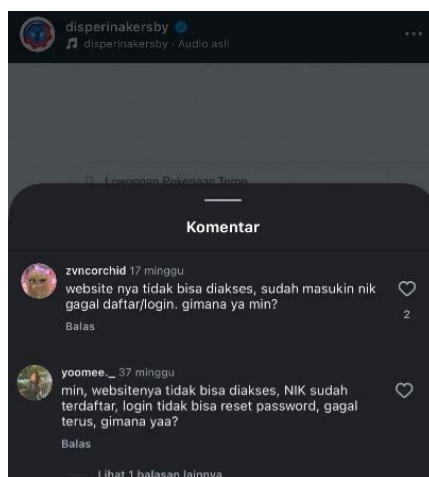 disperinakersby
disperinakersby · Audio asli
Lowongan Pekerjaan
Komentar
zvncorchid 17 minggu
website nya tidak bisa diakses, sudah masukin nik
gagal daftar/login. gimana ya min?
2
Balas
yoomee._ 37 minggu
min, websitenya tidak bisa diakses, NIK sudah
terdaftar, login tidak bisa reset password, gagal
terus, gimana yaa?
Balas
Lihat 1 balasan lainnya